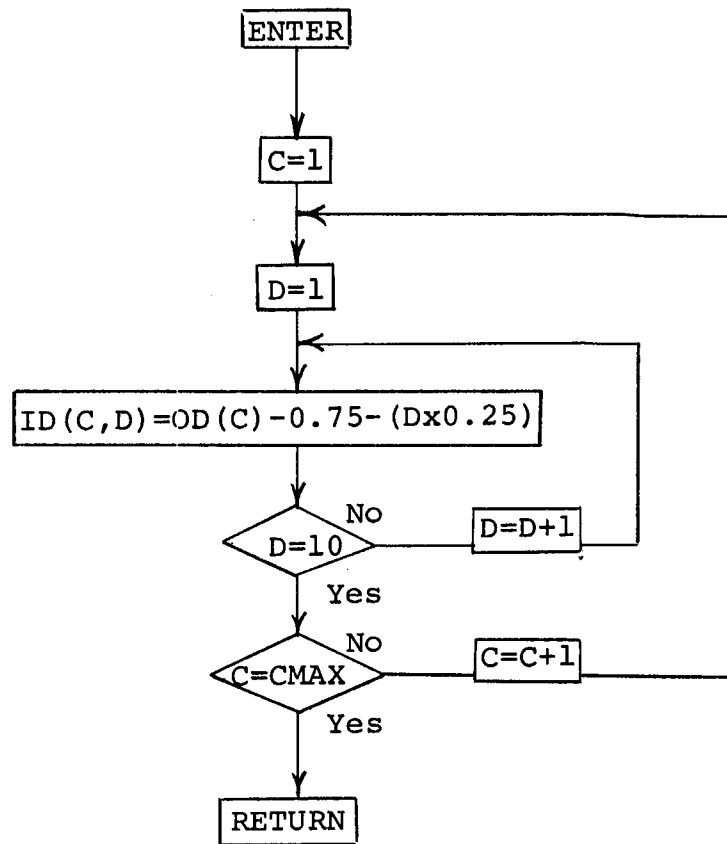 ENTER
C=1
D=1
ID(C,D)=OD(C)-0.75-(Dx0.25)
No
D=10
D=D+1
Yes
No
C=CMAX
C=C+1
Yes
RETURN